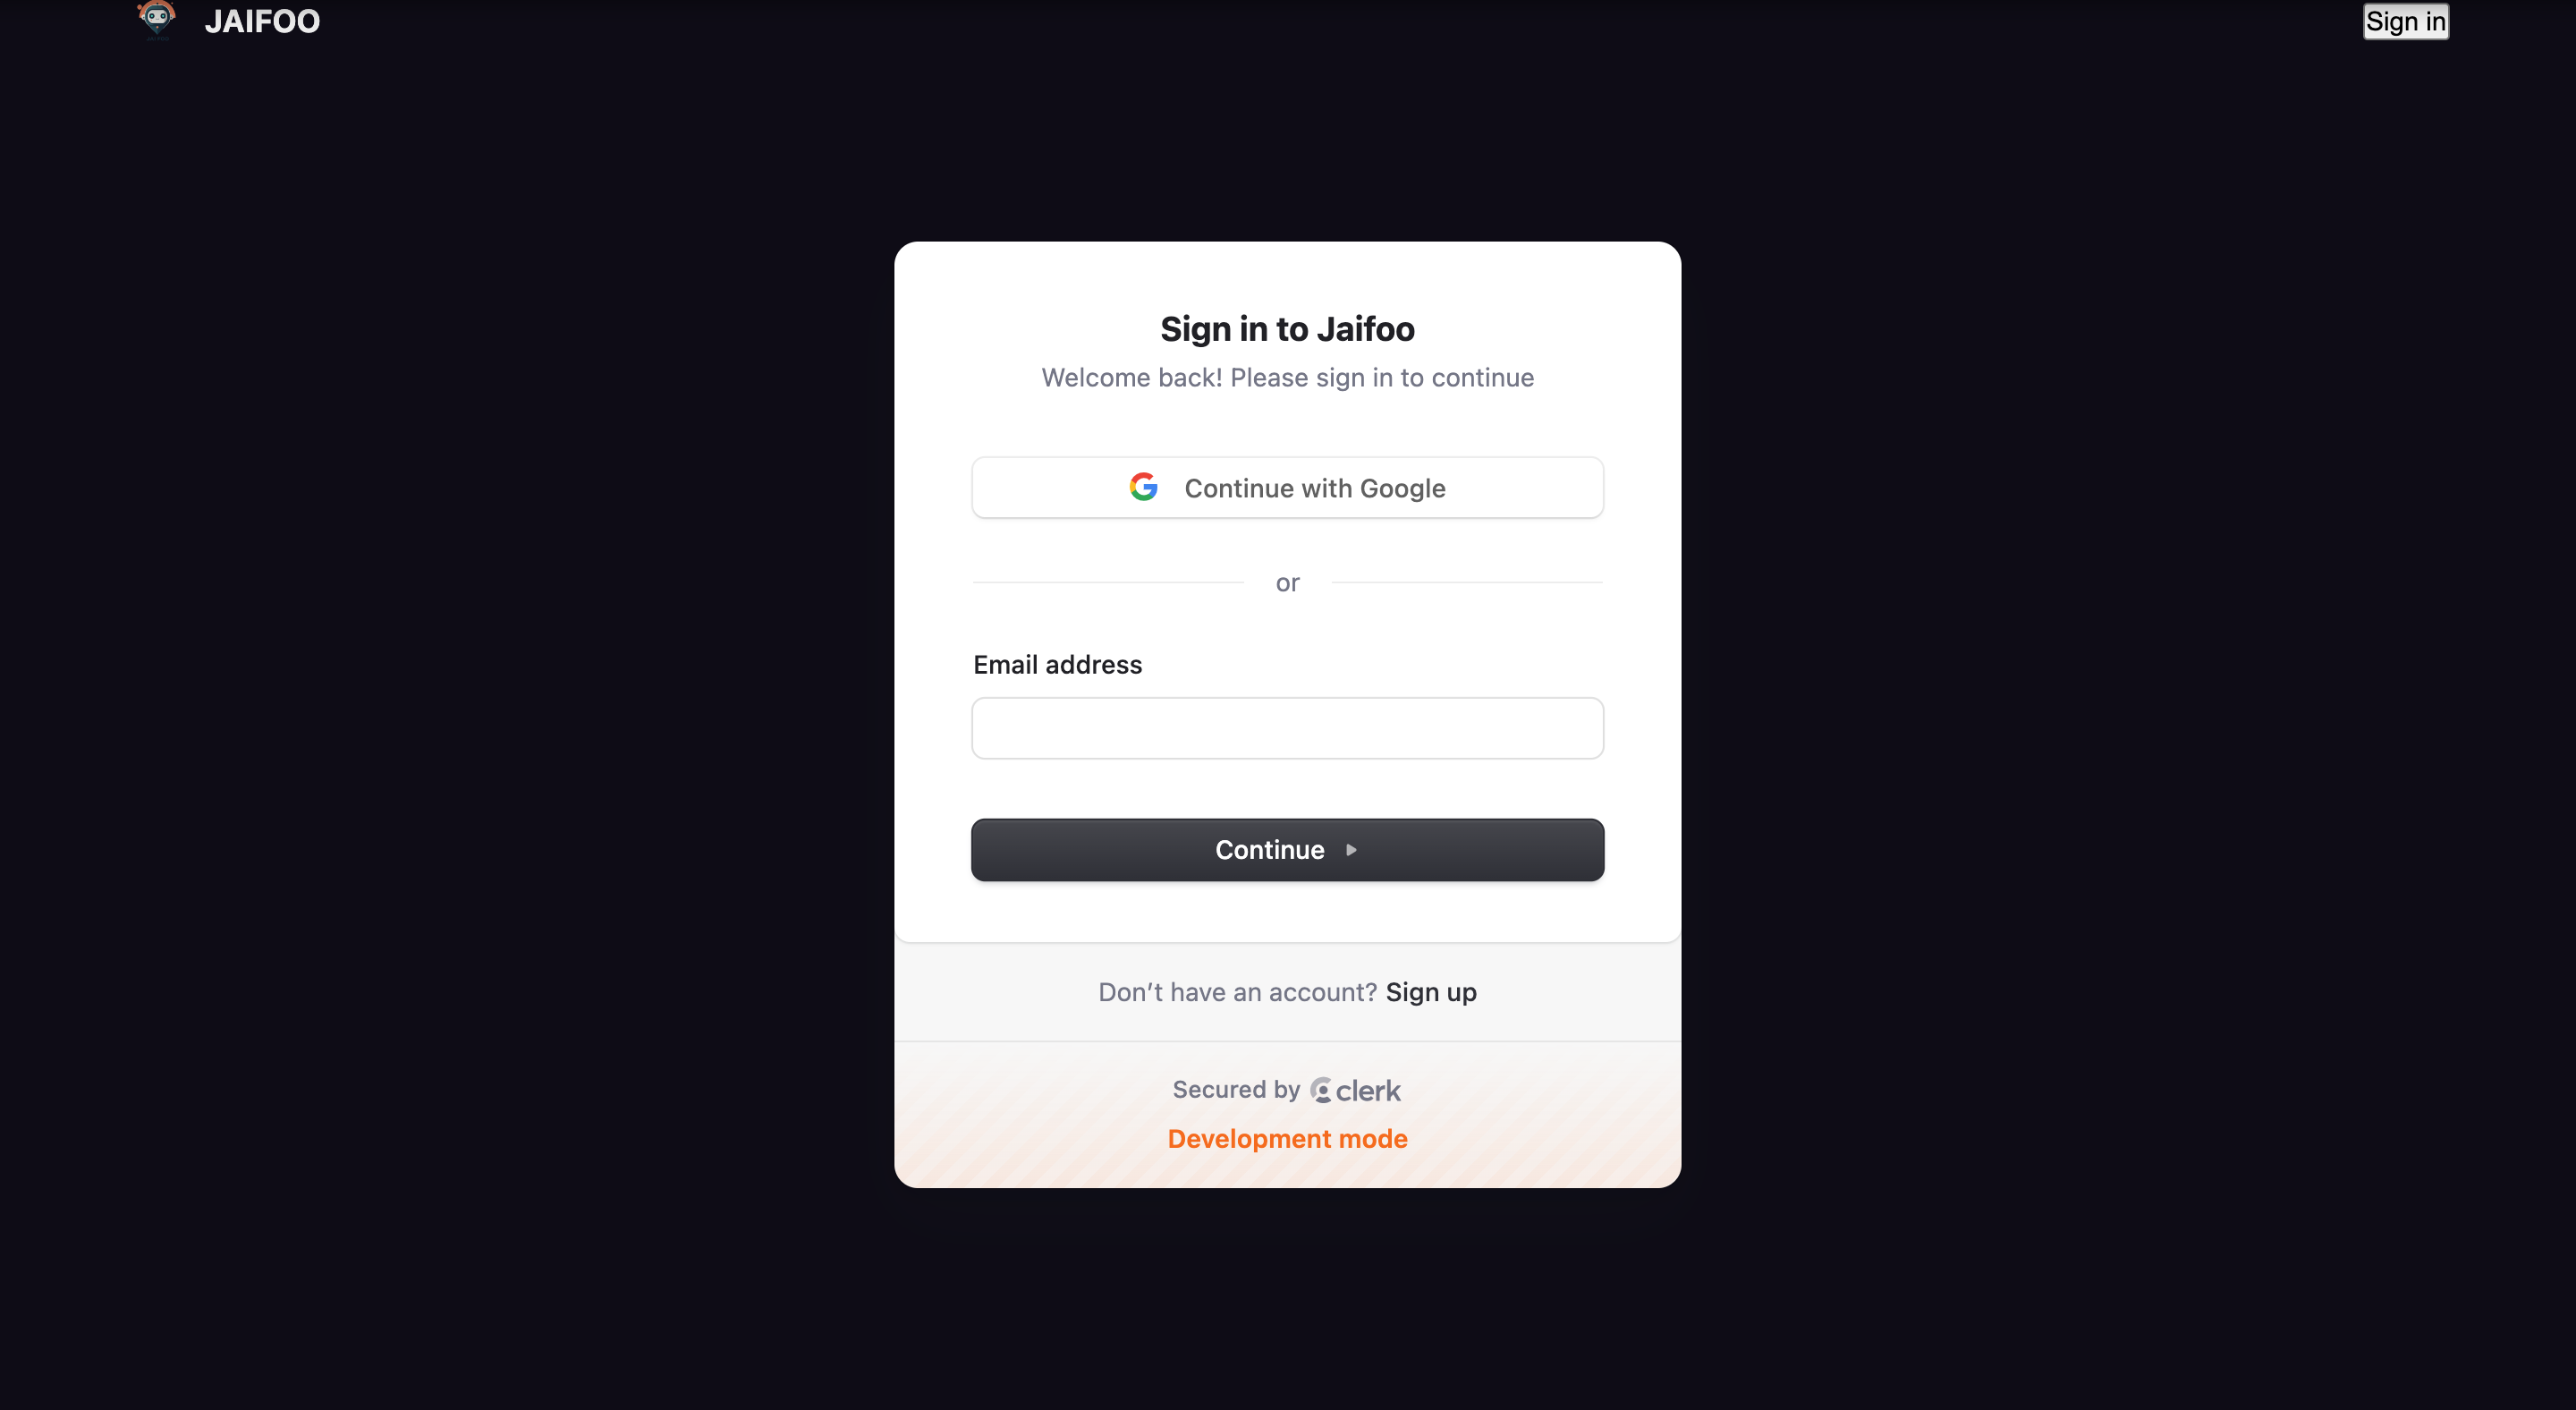 JAIFOO
Sign in
Sign in to Jaifoo
Welcome back! Please sign in to continue
Continue with Google
or
Email address
Continue
Don’t have an account? Sign up
Secured by clerk
Development mode